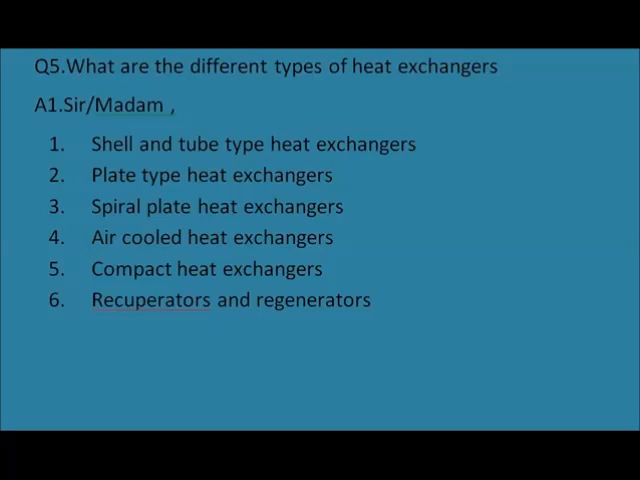 Q5.What are the different types of heat exchangers
A1.Sir/Madam ,
1. Shell and tube type heat exchangers
2. Plate type heat exchangers
3. Spiral plate heat exchangers
4. Air cooled heat exchangers
5. Compact heat exchangers
6. Recuperators and regenerators